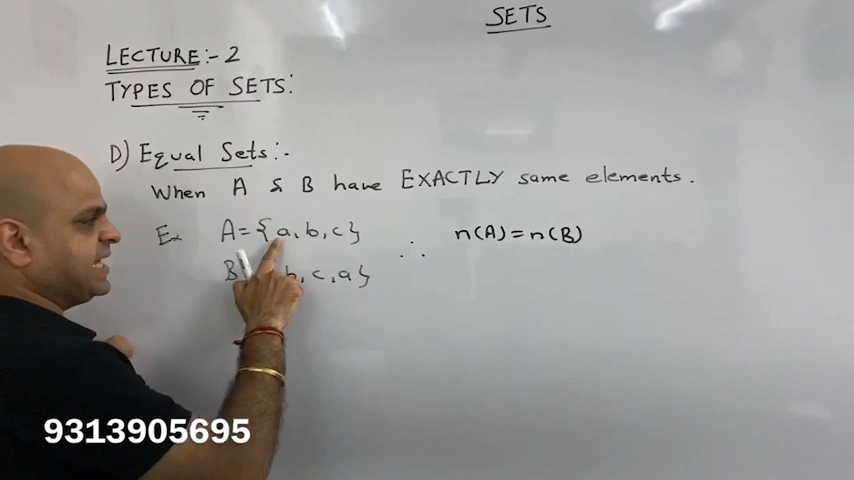 SETS
LECTURE:- 2
TYPES OF SETS:
D) Equal Sets:-
When A & B have EXACTLY same elements.
Ex A={a,b,c}
∴ n(A)=n(B)
B b,c,a}
9313905695